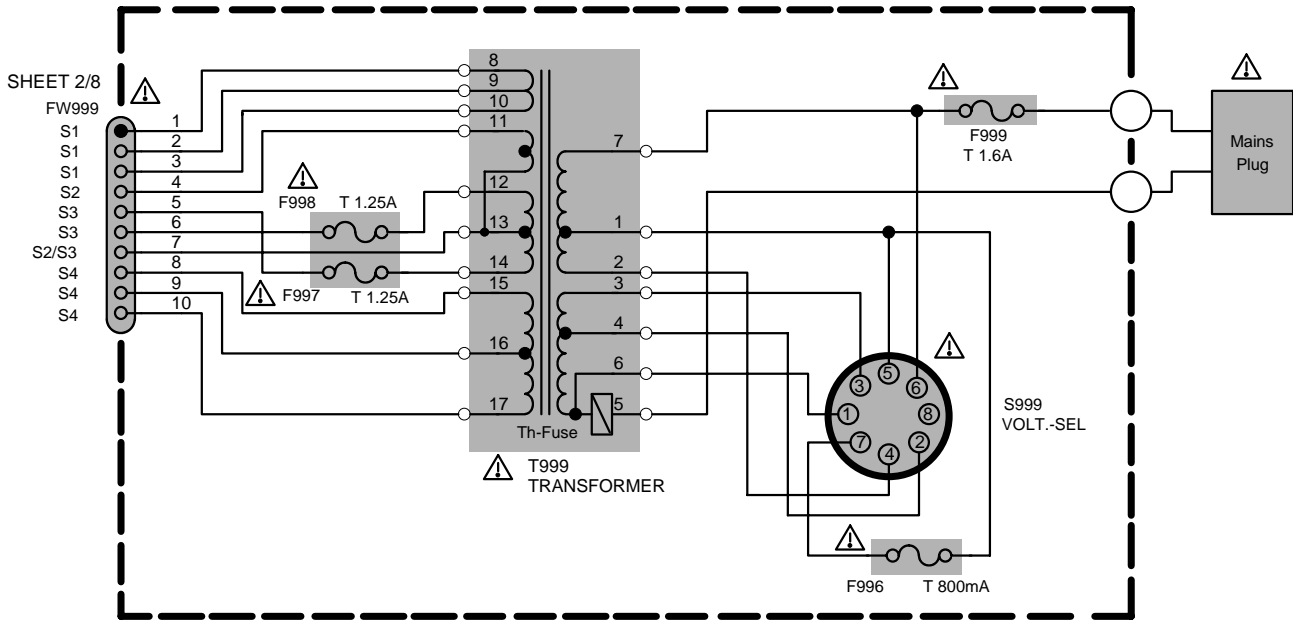 SHEET 2/8
FW999
S1 1
S1 2
S1 3
S2 4
S3 5
S3 6
S2/S3 7
S4 8
S4 9
S4 10
F998 T 1.25A
F997 T 1.25A
8
9
10
11
12
13
14
15
16
17
7
1
2
3
4
6
5
Th-Fuse
T999
TRANSFORMER
F999
T 1.6A
Mains
Plug
5
3 6
1 8
7 2
4
S999
VOLT.-SEL
F996 T 800mA